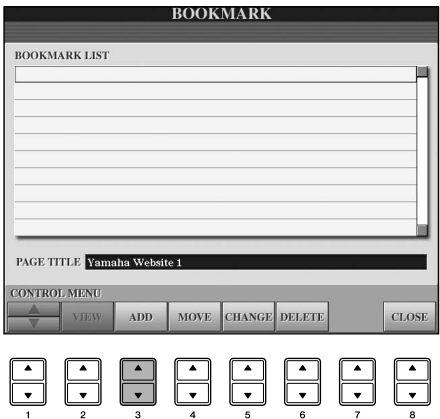 BOOKMARK
BOOKMARK LIST
PAGE TITLE Yamaha Website 1
CONTROL MENU
VIEW ADD MOVE CHANGE DELETE CLOSE
1 2 3 4 5 6 7 8